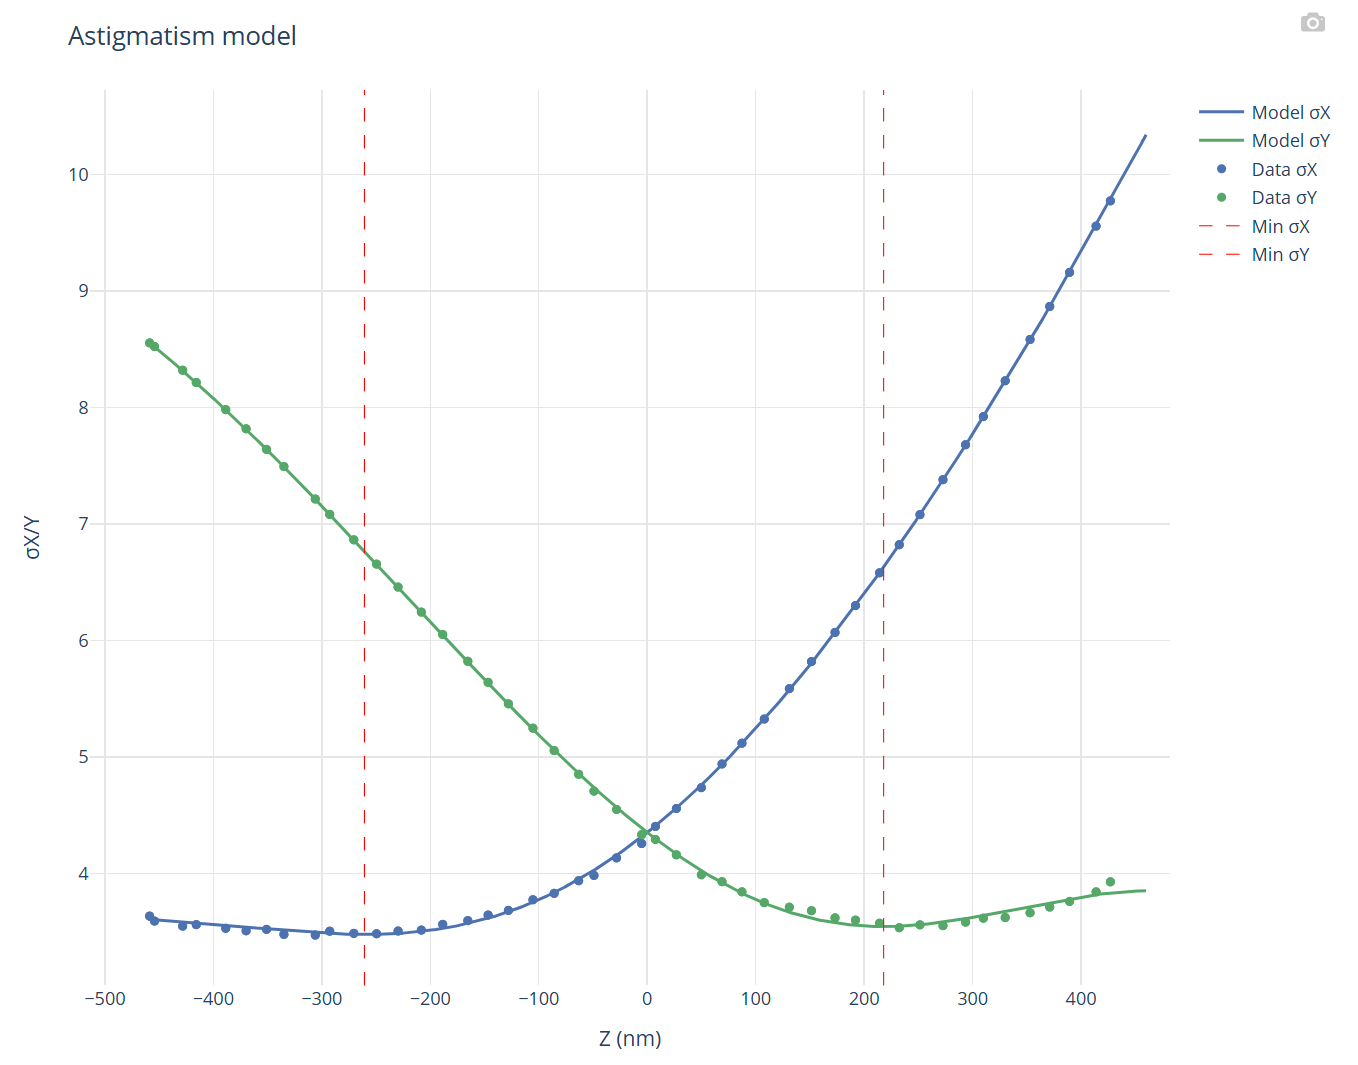 Astigmatism model
Model σX
Model σY
Data σX
Data σY
Min σX
Min σY
10
9
8
7
6
5
4
σX/Y
−500
−400
−300
−200
−100
0
100
200
300
400
Z (nm)